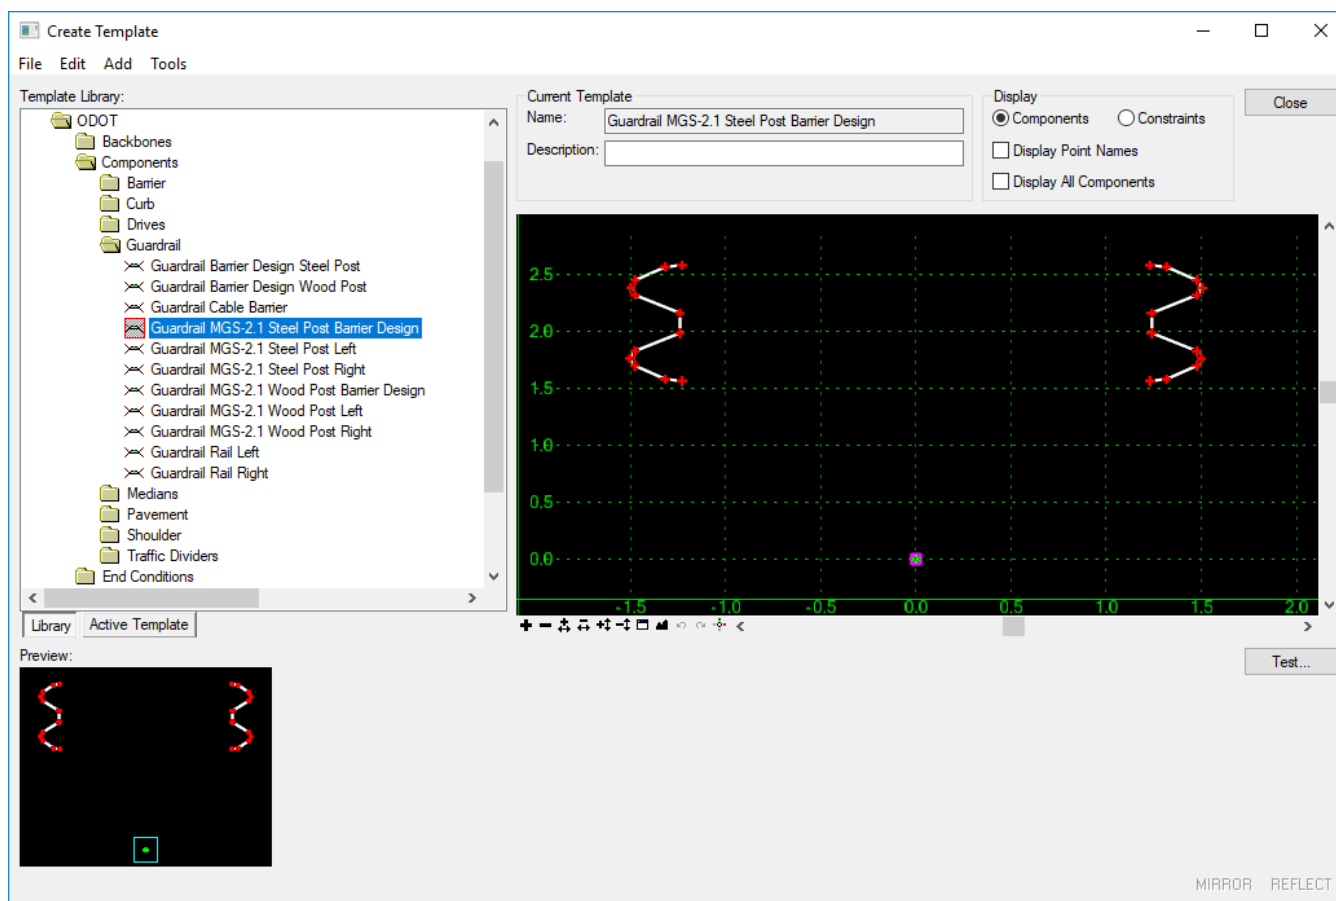 Create Template
File Edit Add Tools
Template Library:
ODOT
Backbones
Components
Barrier
Curb
Drives
Guardrail
Guardrail Barrier Design Steel Post
Guardrail Barrier Design Wood Post
Guardrail Cable Barrier
Guardrail MGS-2.1 Steel Post Barrier Design
Guardrail MGS-2.1 Steel Post Left
Guardrail MGS-2.1 Steel Post Right
Guardrail MGS-2.1 Wood Post Barrier Design
Guardrail MGS-2.1 Wood Post Left
Guardrail MGS-2.1 Wood Post Right
Guardrail Rail Left
Guardrail Rail Right
Medians
Pavement
Shoulder
Traffic Dividers
End Conditions
Library Active Template
Preview:
Current Template
Name: Guardrail MGS-2.1 Steel Post Barrier Design
Description:
Display
Components Constraints
Display Point Names
Display All Components
Close
2.5
2.0
1.5
1.0
0.5
0.0
-1.5 -1.0 -0.5 0.0 0.5 1.0 1.5 2.0
Test...
MIRROR REFLECT